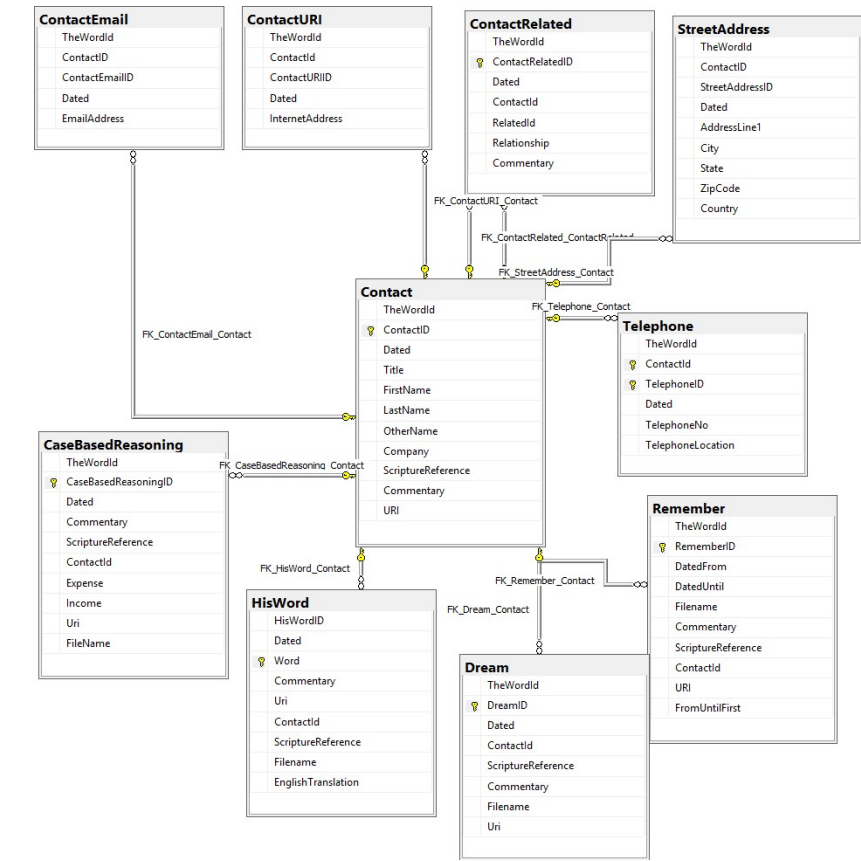 ContactEmail
TheWordId
ContactID
ContactEmailID
Dated
EmailAddress
ContactURI
TheWordId
ContactId
ContactURIID
Dated
InternetAddress
ContactRelated
TheWordId
ContactRelatedID
Dated
ContactId
RelatedId
Relationship
Commentary
StreetAddress
TheWordId
ContactID
StreetAddressID
Dated
AddressLine1
City
State
ZipCode
Country
FK_ContactURI_Contact
FK_ContactRelated_ContactRelated
FK_StreetAddress_Contact
FK_Telephone_Contact
FK_ContactEmail_Contact
Contact
TheWordId
ContactID
Dated
Title
FirstName
LastName
OtherName
Company
ScriptureReference
Commentary
URI
Telephone
TheWordId
ContactId
TelephoneID
Dated
TelephoneNo
TelephoneLocation
CaseBasedReasoning
TheWordId
CaseBasedReasoningID
Dated
Commentary
ScriptureReference
ContactId
Expense
Income
Uri
FileName
FK_CaseBasedReasoning_Contact
FK_HisWord_Contact
FK_Remember_Contact
FK_Dream_Contact
Remember
TheWordId
RememberID
DatedFrom
DatedUntil
Filename
Commentary
ScriptureReference
ContactId
URI
FromUntilFirst
HisWord
HisWordID
Dated
Word
Commentary
Uri
ContactId
ScriptureReference
Filename
EnglishTranslation
Dream
TheWordId
DreamID
Dated
ContactId
ScriptureReference
Commentary
Filename
Uri